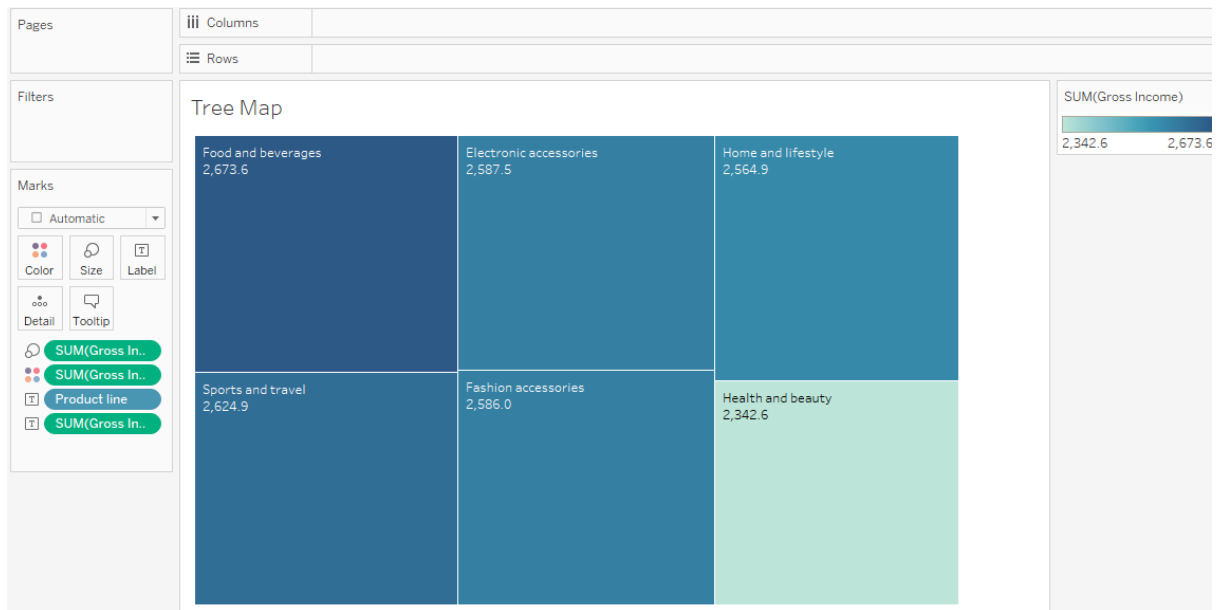 Pages
Columns
Rows
Filters
Marks
Automatic
Color
Size
Label
Detail
Tooltip
SUM(Gross In..
SUM(Gross In..
Product line
SUM(Gross In..
Tree Map
Food and beverages
2,673.6
Electronic accessories
2,587.5
Home and lifestyle
2,564.9
Sports and travel
2,624.9
Fashion accessories
2,586.0
Health and beauty
2,342.6
SUM(Gross Income)
2,342.6 2,673.6